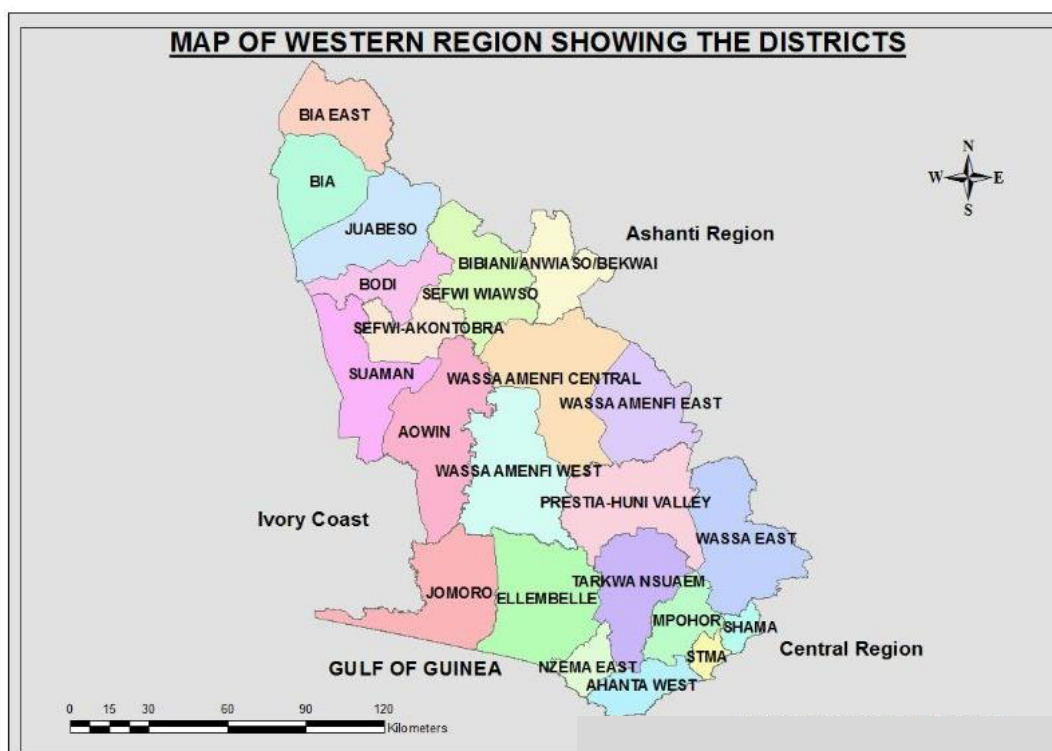 MAP OF WESTERN REGION SHOWING THE DISTRICTS
BIA EAST
N
W E
S
BIA
JUABESO
Ashanti Region
BIBIANI/ANWIASO/BEKWAI
BODI
SEFWI WIAWSO
SEFWI-AKONTOBRA
SUAMAN
WASSA AMENFI CENTRAL
WASSA AMENFI EAST
AOWIN
WASSA AMENFI WEST
PRESTIA-HUNI VALLEY
Ivory Coast
WASSA EAST
TARKWA NSUAEM
JOMORO
ELLEMBELLE
MPOHOR
SHAMA
Central Region
STMA
GULF OF GUINEA
NZEMA EAST
AHANTA WEST
0 15 30 60 90 120
Kilometers